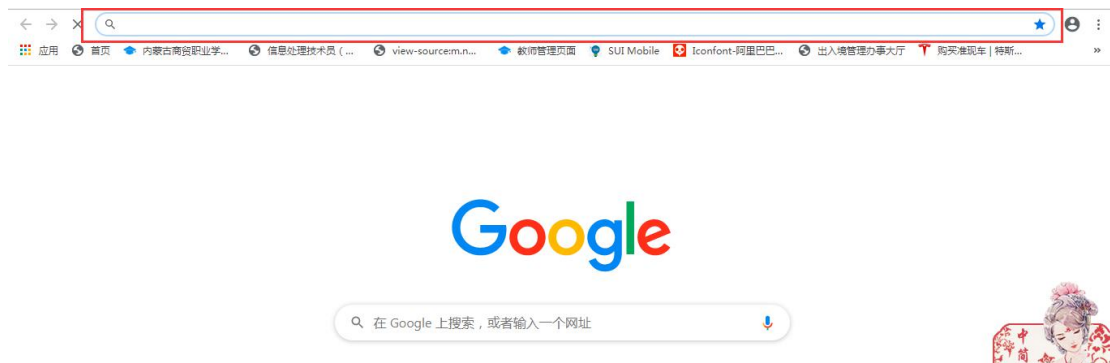 应用 首页 内蒙古商贸职业学... 信息处理技术员 ( ... view-source:m.n... 教师管理页面 SUI Mobile Iconfont-阿里巴巴... 出入境管理办事大厅 购买准现车 | 特斯... »
Google
在 Google 上搜索，或者输入一个网址
中
简